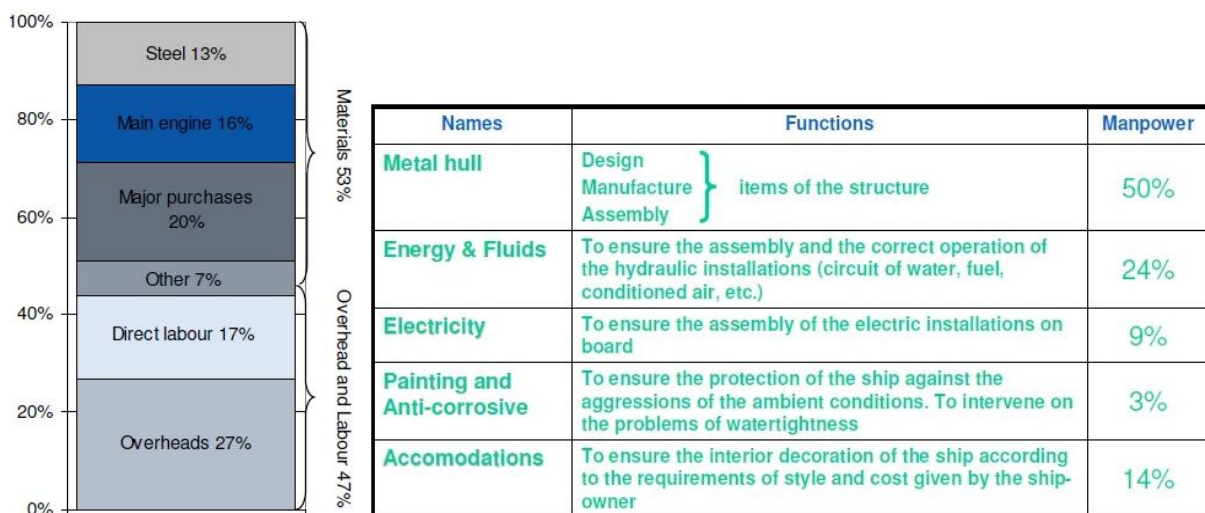 100%
80%
60%
40%
20%
0%
Steel 13%
Main engine 16%
Major purchases
20%
Other 7%
Direct labour 17%
Overheads 27%
Materials 53%
Overhead and Labour 47%
Names Functions Manpower
Metal hull
Design
Manufacture
Assembly
items of the structure
50%
Energy & Fluids
To ensure the assembly and the correct operation of
the hydraulic installations (circuit of water, fuel,
conditioned air, etc.)
24%
Electricity
To ensure the assembly of the electric installations on
board
9%
Painting and
Anti-corrosive
To ensure the protection of the ship against the
aggressions of the ambient conditions. To intervene on
the problems of watertightness
3%
Accomodations
To ensure the interior decoration of the ship according
to the requirements of style and cost given by the ship-
owner
14%